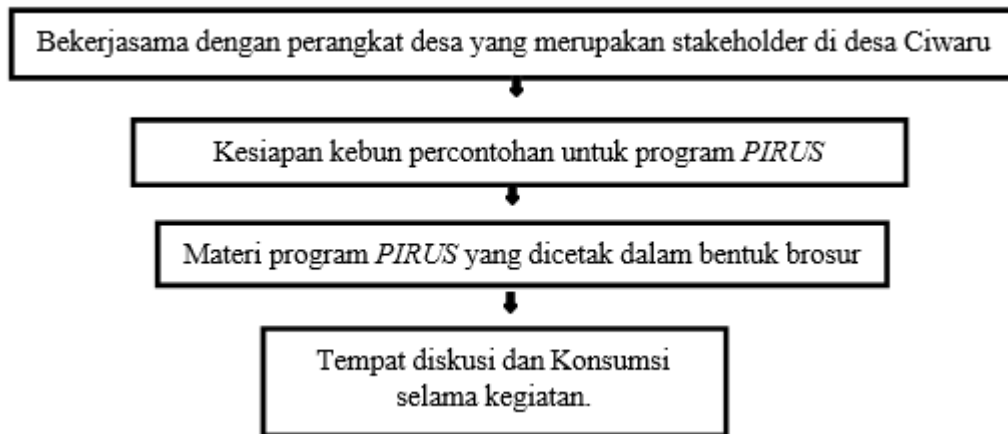 Bekerjasama dengan perangkat desa yang merupakan stakeholder di desa Ciwaru
Kesiapan kebun percontohan untuk program PIRUS
Materi program PIRUS yang dicetak dalam bentuk brosur
Tempat diskusi dan Konsumsi
selama kegiatan.